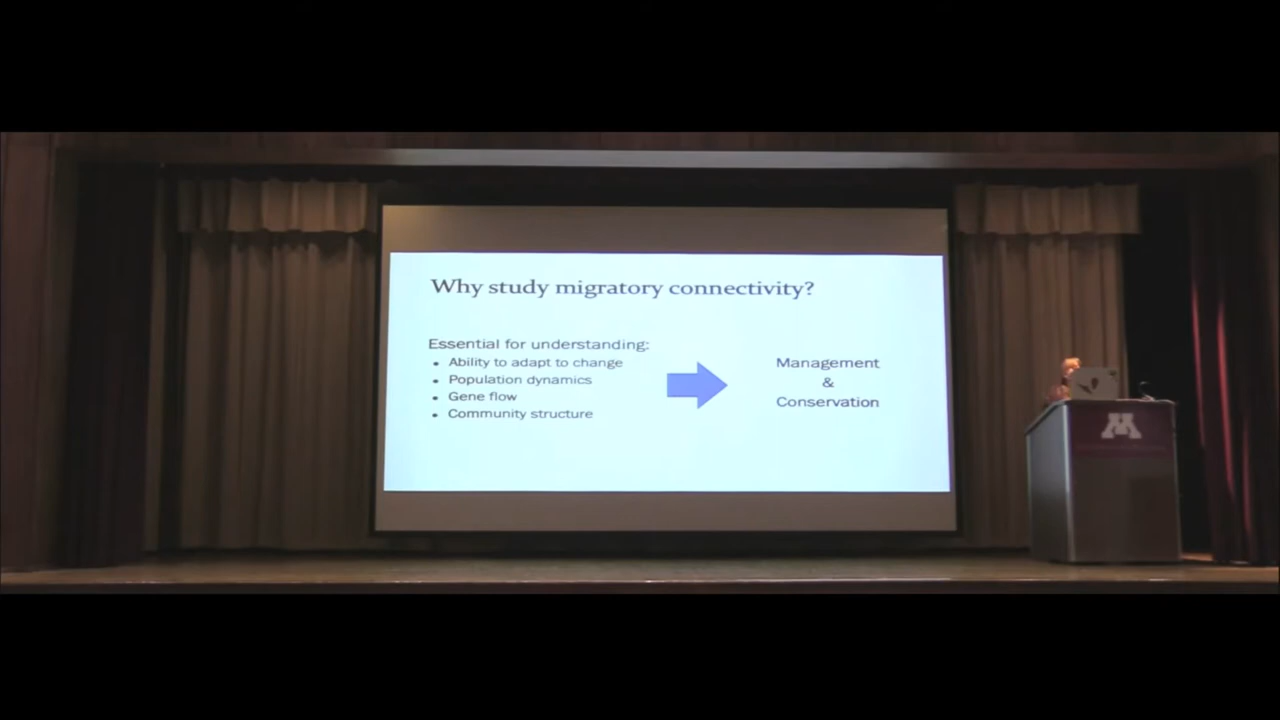 Why study migratory connectivity?
Essential for understanding:
• Ability to adapt to change
• Population dynamics
• Gene flow
• Community structure
Management
&
Conservation
M